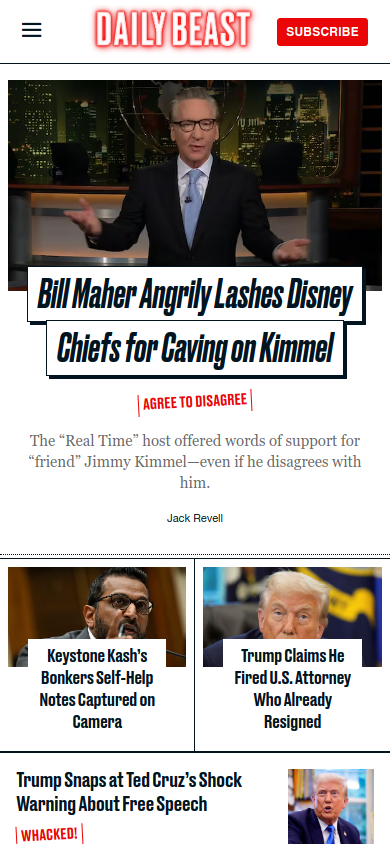 DAILY BEAST
SUBSCRIBE
Bill Maher Angrily Lashes Disney
Chiefs for Caving on Kimmel
AGREE TO DISAGREE
The “Real Time” host offered words of support for
“friend” Jimmy Kimmel—even if he disagrees with
him.
Jack Revell
Keystone Kash’s
Bonkers Self-Help
Notes Captured on
Camera
Trump Claims He
Fired U.S. Attorney
Who Already
Resigned
Trump Snaps at Ted Cruz’s Shock
Warning About Free Speech
WHACKED!